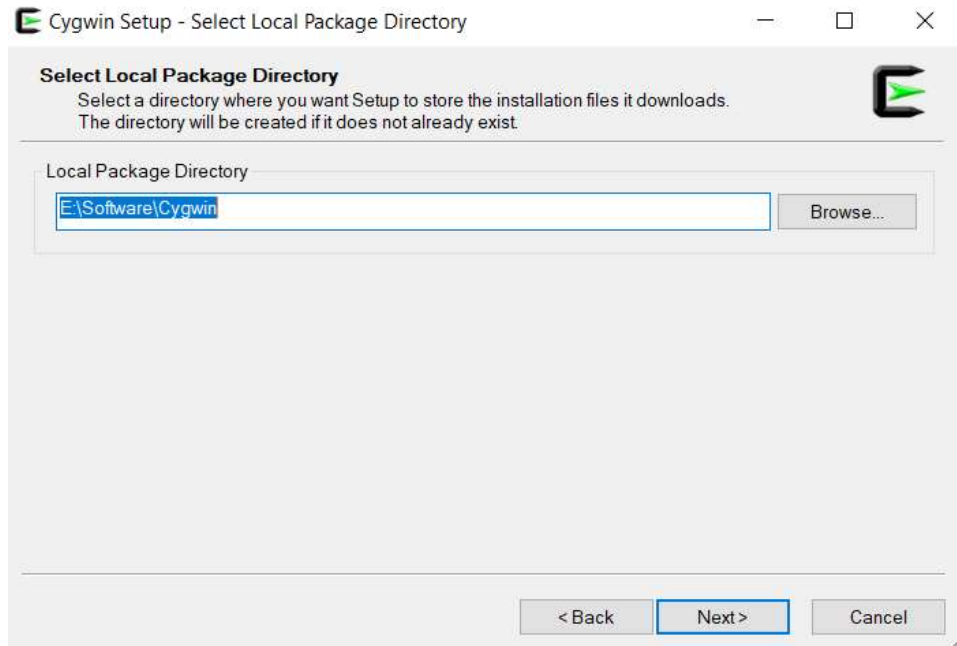 Cygwin Setup - Select Local Package Directory
Select Local Package Directory
Select a directory where you want Setup to store the installation files it downloads.
The directory will be created if it does not already exist.
Local Package Directory
E:\Software\Cygwin
Browse...
< Back
Next >
Cancel